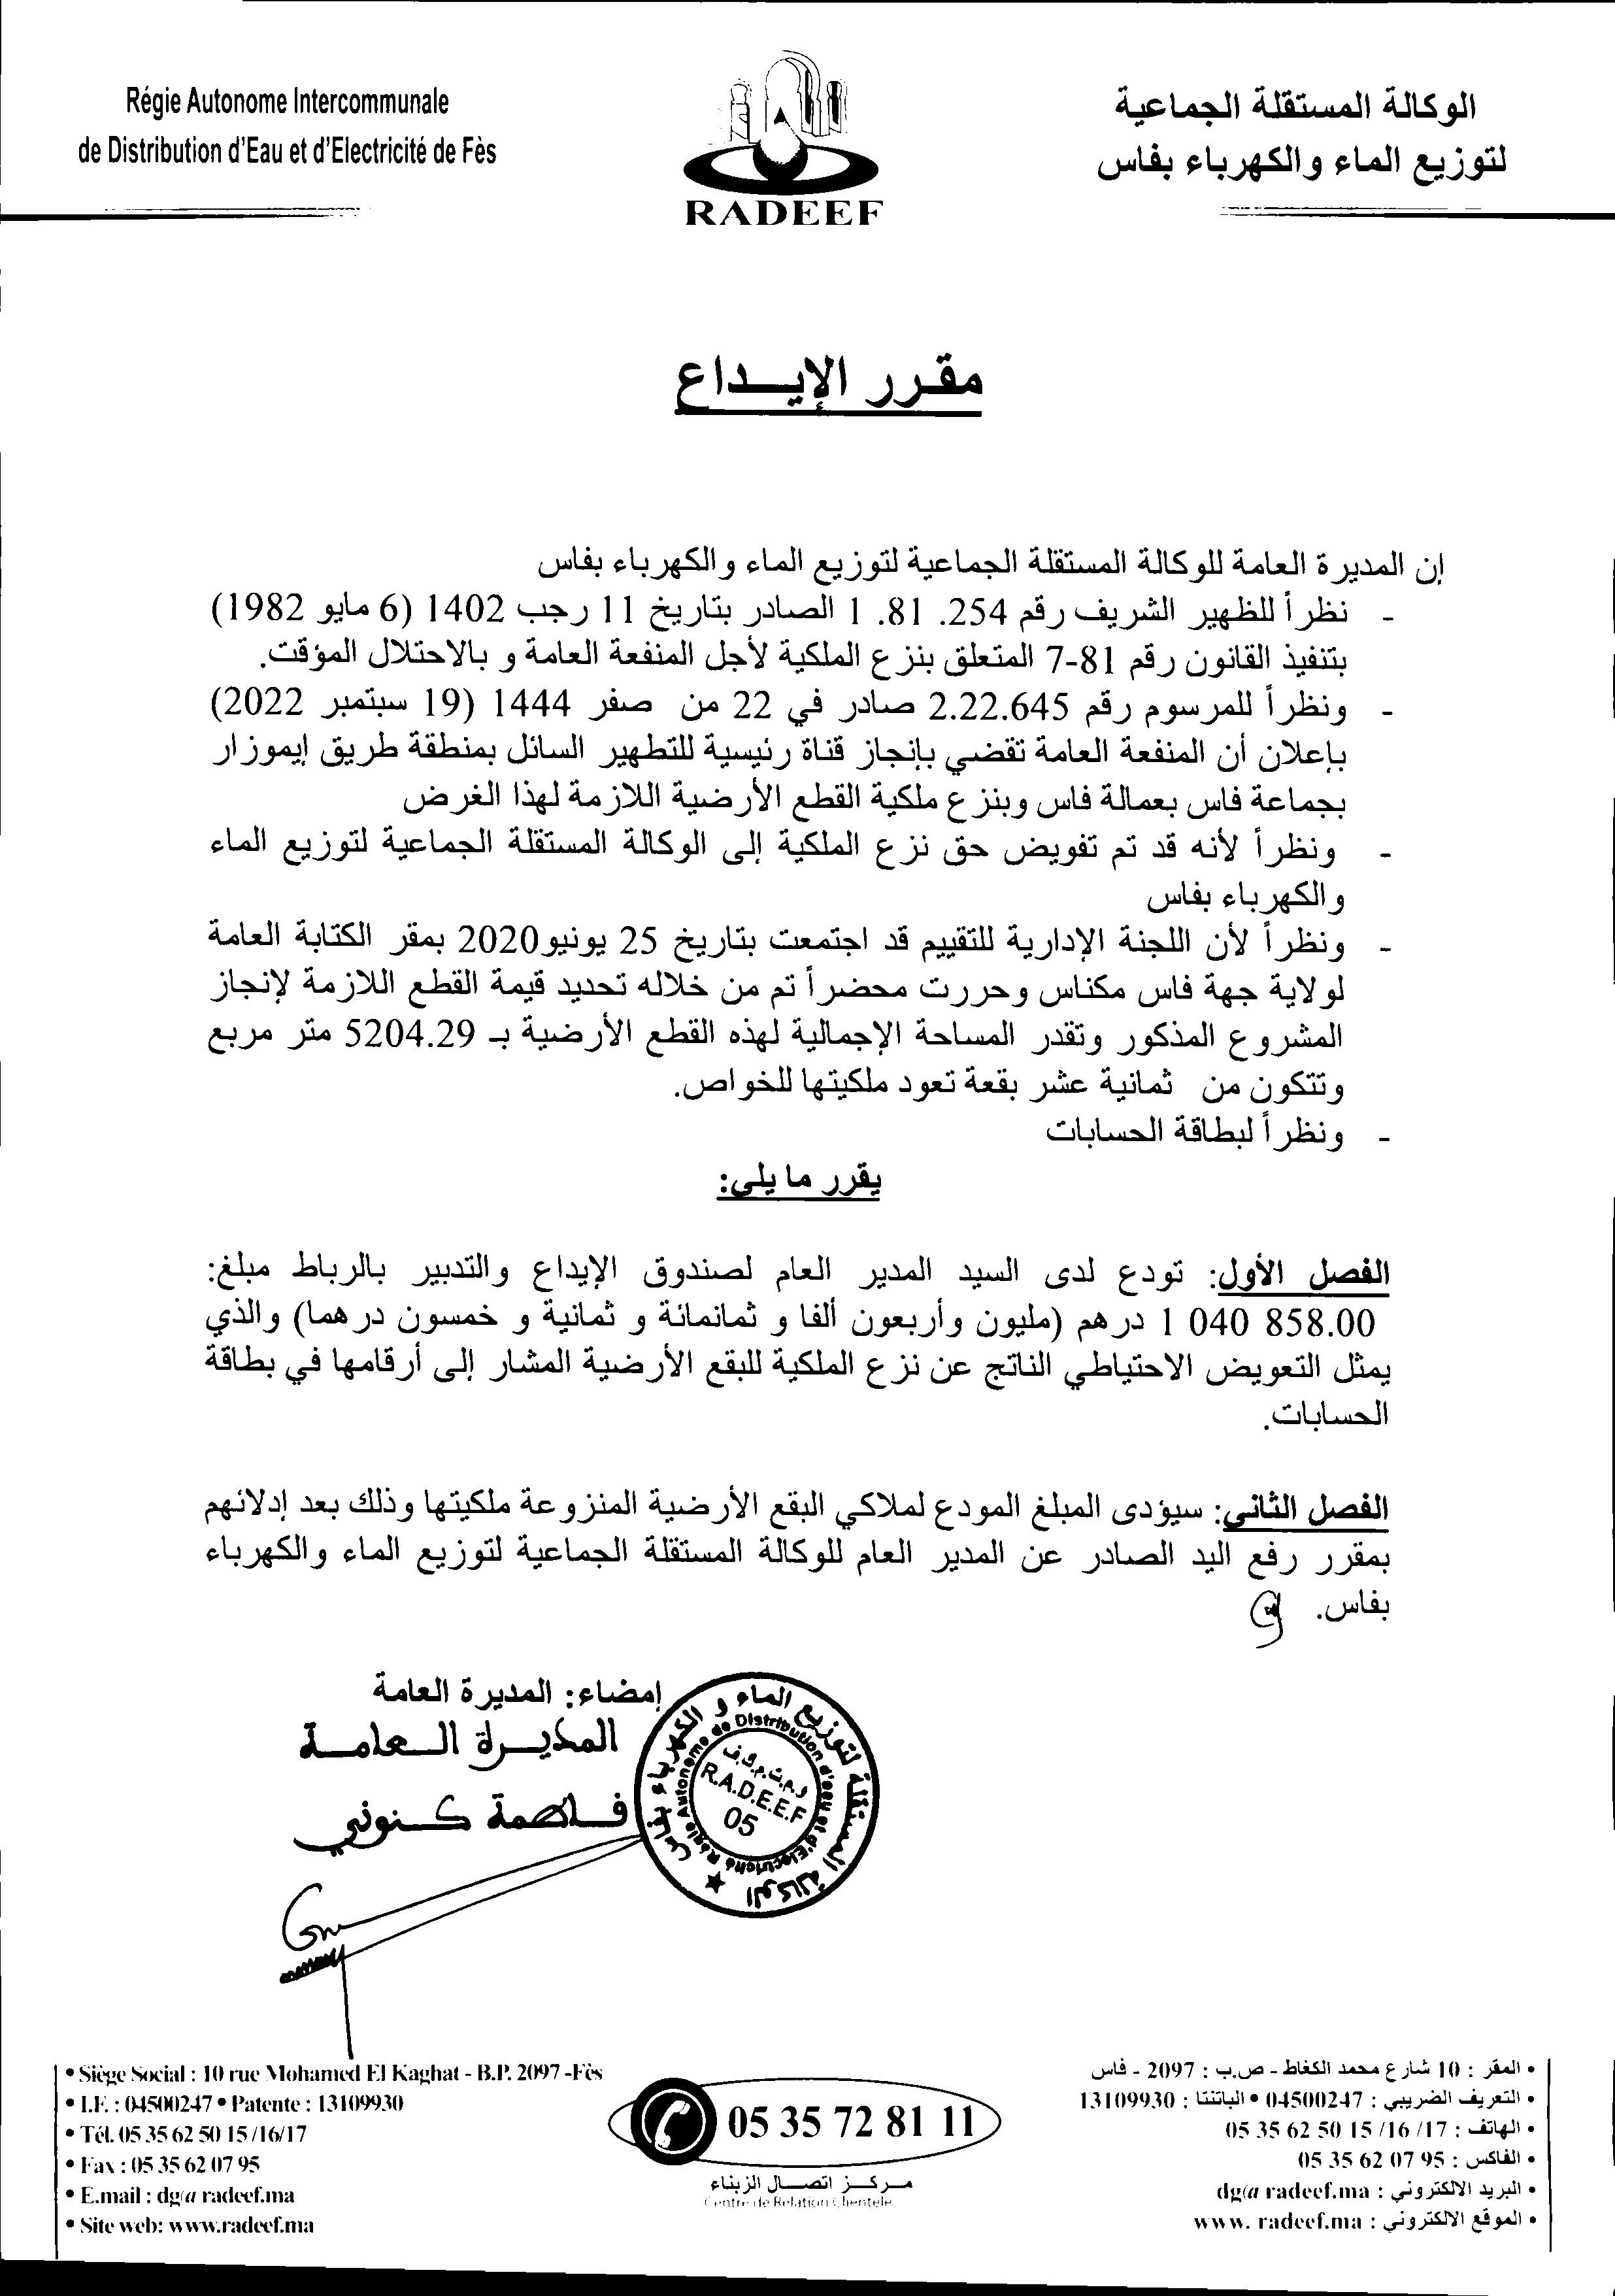 Régie Autonome Intercommunale
de Distribution d'Eau et d'Electricité de Fès
RADEEF
الوكالة المستقلة الجماعية
لتوزيع الماء والكهرباء بفاس
مقرر الإيداع
إن المديرة العامة للوكالة المستقلة الجماعية لتوزيع الماء والكهرباء بفاس
- نظراً للظهير الشريف رقم 254. 81. 1 الصادر بتاريخ 11 رجب 1402 (6 مايو 1982)
بتنفيذ القانون رقم 81-7 المتعلق بنزع الملكية لأجل المنفعة العامة و بالاحتلال المؤقت.
- ونظراً للمرسوم رقم 2.22.645 صادر في 22 من صفر 1444 (19 سبتمبر 2022)
بإعلان أن المنفعة العامة تقضي بإنجاز قناة رئيسية للتطهير السائل بمنطقة طريق إيموزار
بجماعة فاس بعمالة فاس وبنزع ملكية القطع الأرضية اللازمة لهذا الغرض
- ونظراً لأنه قد تم تفويض حق نزع الملكية إلى الوكالة المستقلة الجماعية لتوزيع الماء
والكهرباء بفاس
- ونظراً لأن اللجنة الإدارية للتقييم قد اجتمعت بتاريخ 25 يونيو2020 بمقر الكتابة العامة
لولاية جهة فاس مكناس وحررت محضراً تم من خلاله تحديد قيمة القطع اللازمة لإنجاز
المشروع المذكور وتقدر المساحة الإجمالية لهذه القطع الأرضية بـ 5204.29 متر مربع
وتتكون من ثمانية عشر بقعة تعود ملكيتها للخواص.
- ونظراً لبطاقة الحسابات
يقرر ما يلي:
الفصل الأول: تودع لدى السيد المدير العام لصندوق الإيداع والتدبير بالرباط مبلغ:
1 040 858.00 درهم (مليون وأربعون ألفا و ثمانمائة و ثمانية و خمسون درهما) والذي
يمثل التعويض الاحتياطي الناتج عن نزع الملكية للبقع الأرضية المشار إلى أرقامها في بطاقة
الحسابات.
الفصل الثاني: سيؤدى المبلغ المودع لملاكي البقع الأرضية المنزوعة ملكيتها وذلك بعد إدلائهم
بمقرر رفع اليد الصادر عن المدير العام للوكالة المستقلة الجماعية لتوزيع الماء والكهرباء
بفاس.
إمضاء: المديرة العامة
المديرة العامة
فاطمة كنوني
الوكالة المستقلة لتوزيع الماء و الكهرباء بفاس
Régie Autonome de Distribution d'eau et d'Electricité
و.م.ت.م.ك.ف
R.A.D.E.E.F
05
• Siège Social : 10 rue Mohamed El Kaghat - B.P. 2097 -Fès
• I.F. : 04500247 • Patente : 13109930
• Tél. 05 35 62 50 15 /16/17
• Fax : 05 35 62 07 95
• E.mail : dg@radeef.ma
• Site web: www.radeef.ma
05 35 72 81 11
مركز اتصال الزبناء
Centre de Relation Clientele
• المقر : 10 شارع محمد الكغاط - ص.ب : 2097 - فاس
• التعريف الضريبي : 04500247 • الباتنتا : 13109930
• الهاتف : 05 35 62 50 15 /16 /17
• الفاكس : 05 35 62 07 95
• البريد الالكتروني : dg@radeef.ma
• الموقع الالكتروني : www. radeef.ma